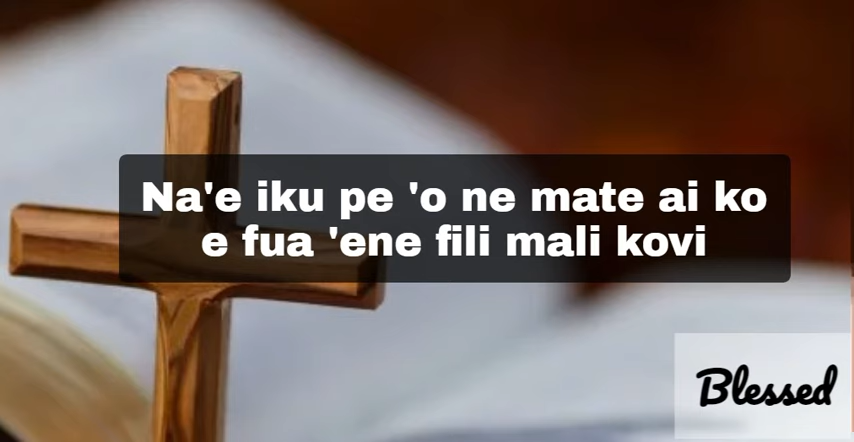 Na'e iku pe 'o ne mate ai ko
e fua 'ene fili mali kovi
Blessed